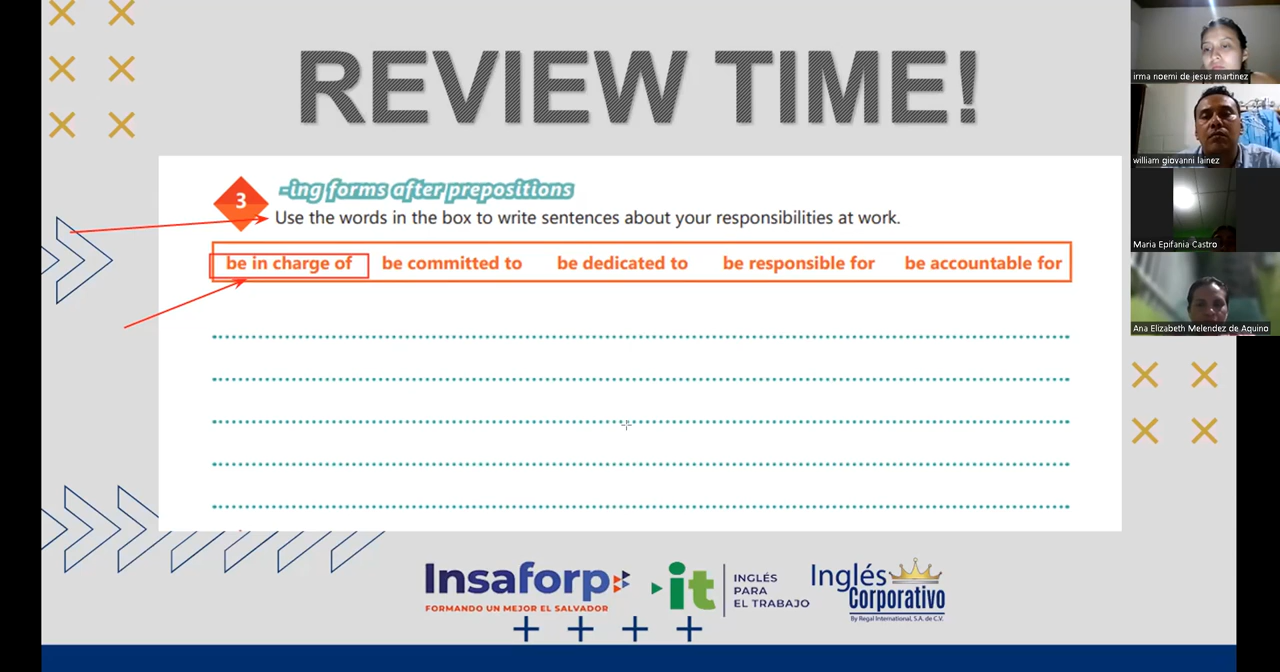 REVIEW TIME!
3
-ing forms after prepositions
Use the words in the box to write sentences about your responsibilities at work.
be in charge of be committed to be dedicated to be responsible for be accountable for
irma noemi de jesus martinez
william giovanni lainez
Maria Epifania Castro
Ana Elizabeth Melendez de Aquino
Insaforp
FORMANDO UN MEJOR EL SALVADOR
it
INGLÉS
PARA
EL TRABAJO
Inglés
Corporativo
By Regal International, S.A. de C.V.